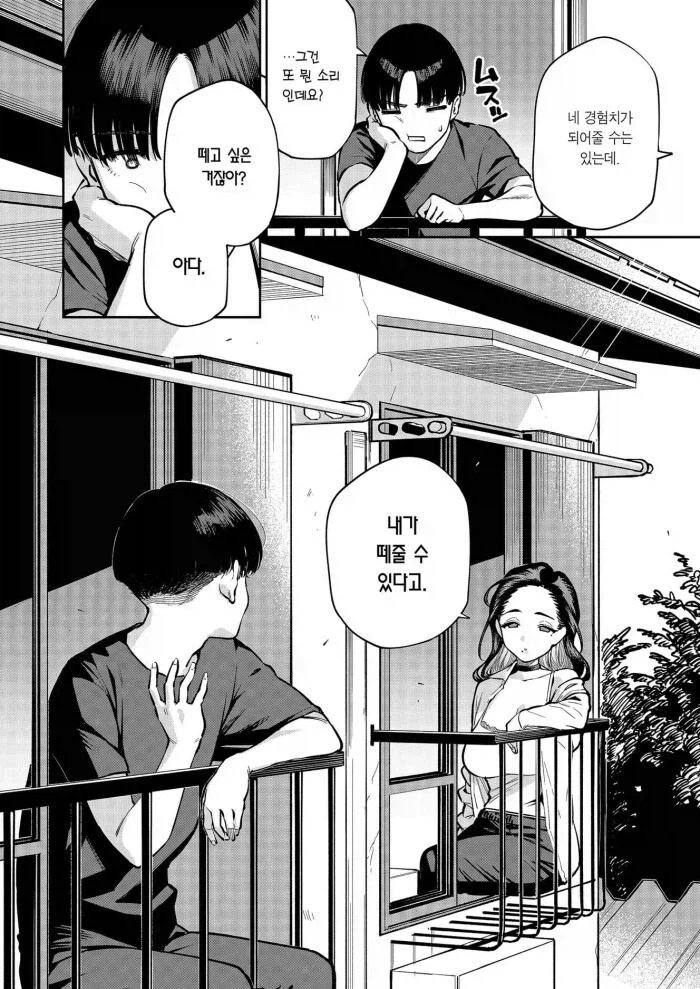 네 경험치가
되어줄 수는
있는데.
…그건
또 뭔 소리
인데요?
ムスッ
떼고 싶은
거잖아?
아다.
내가
떼줄 수
있다고.